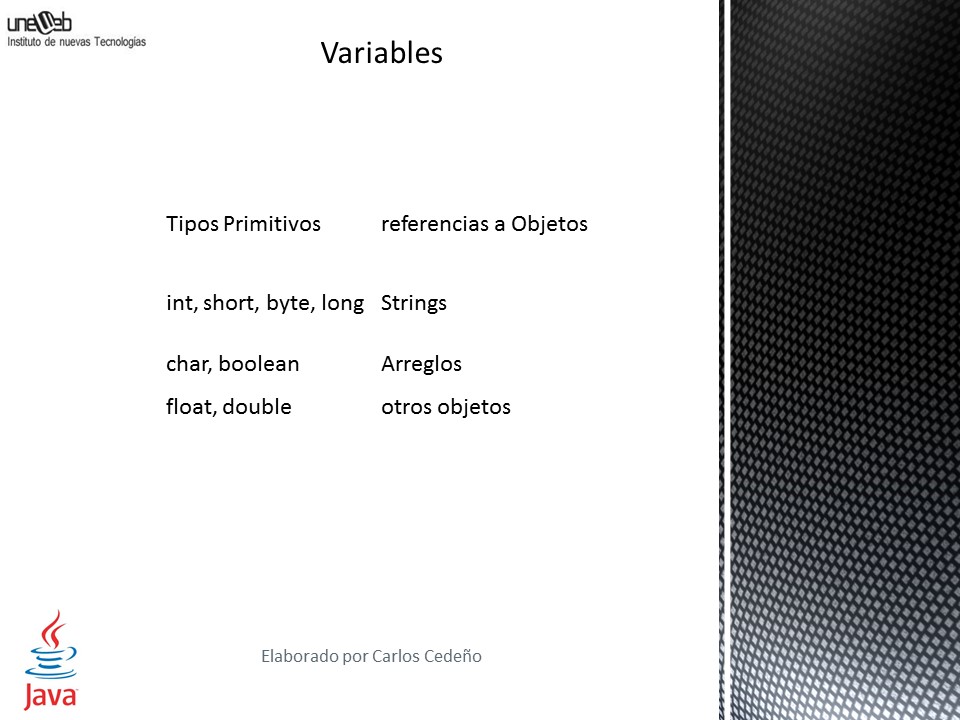 uneweb
Instituto de nuevas Tecnologías
Variables
Tipos Primitivos referencias a Objetos
int, short, byte, long Strings
char, boolean Arreglos
float, double otros objetos
Elaborado por Carlos Cedeño
Java